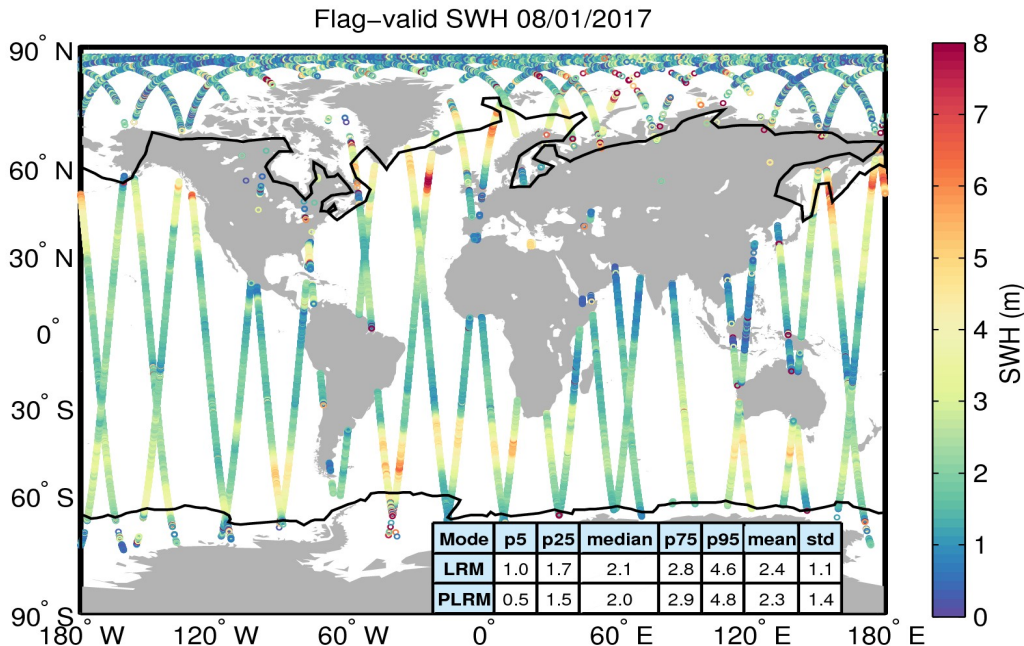 Flag−valid SWH 08/01/2017
90° N
60° N
30° N
0°
30° S
60° S
90° S
180° W
120° W
60° W
0°
60° E
120° E
180° E
8
7
6
5
4
3
2
1
0
SWH (m)
Mode p5 p25 median p75 p95 mean std
LRM 1.0 1.7 2.1 2.8 4.6 2.4 1.1
PLRM 0.5 1.5 2.0 2.9 4.8 2.3 1.4